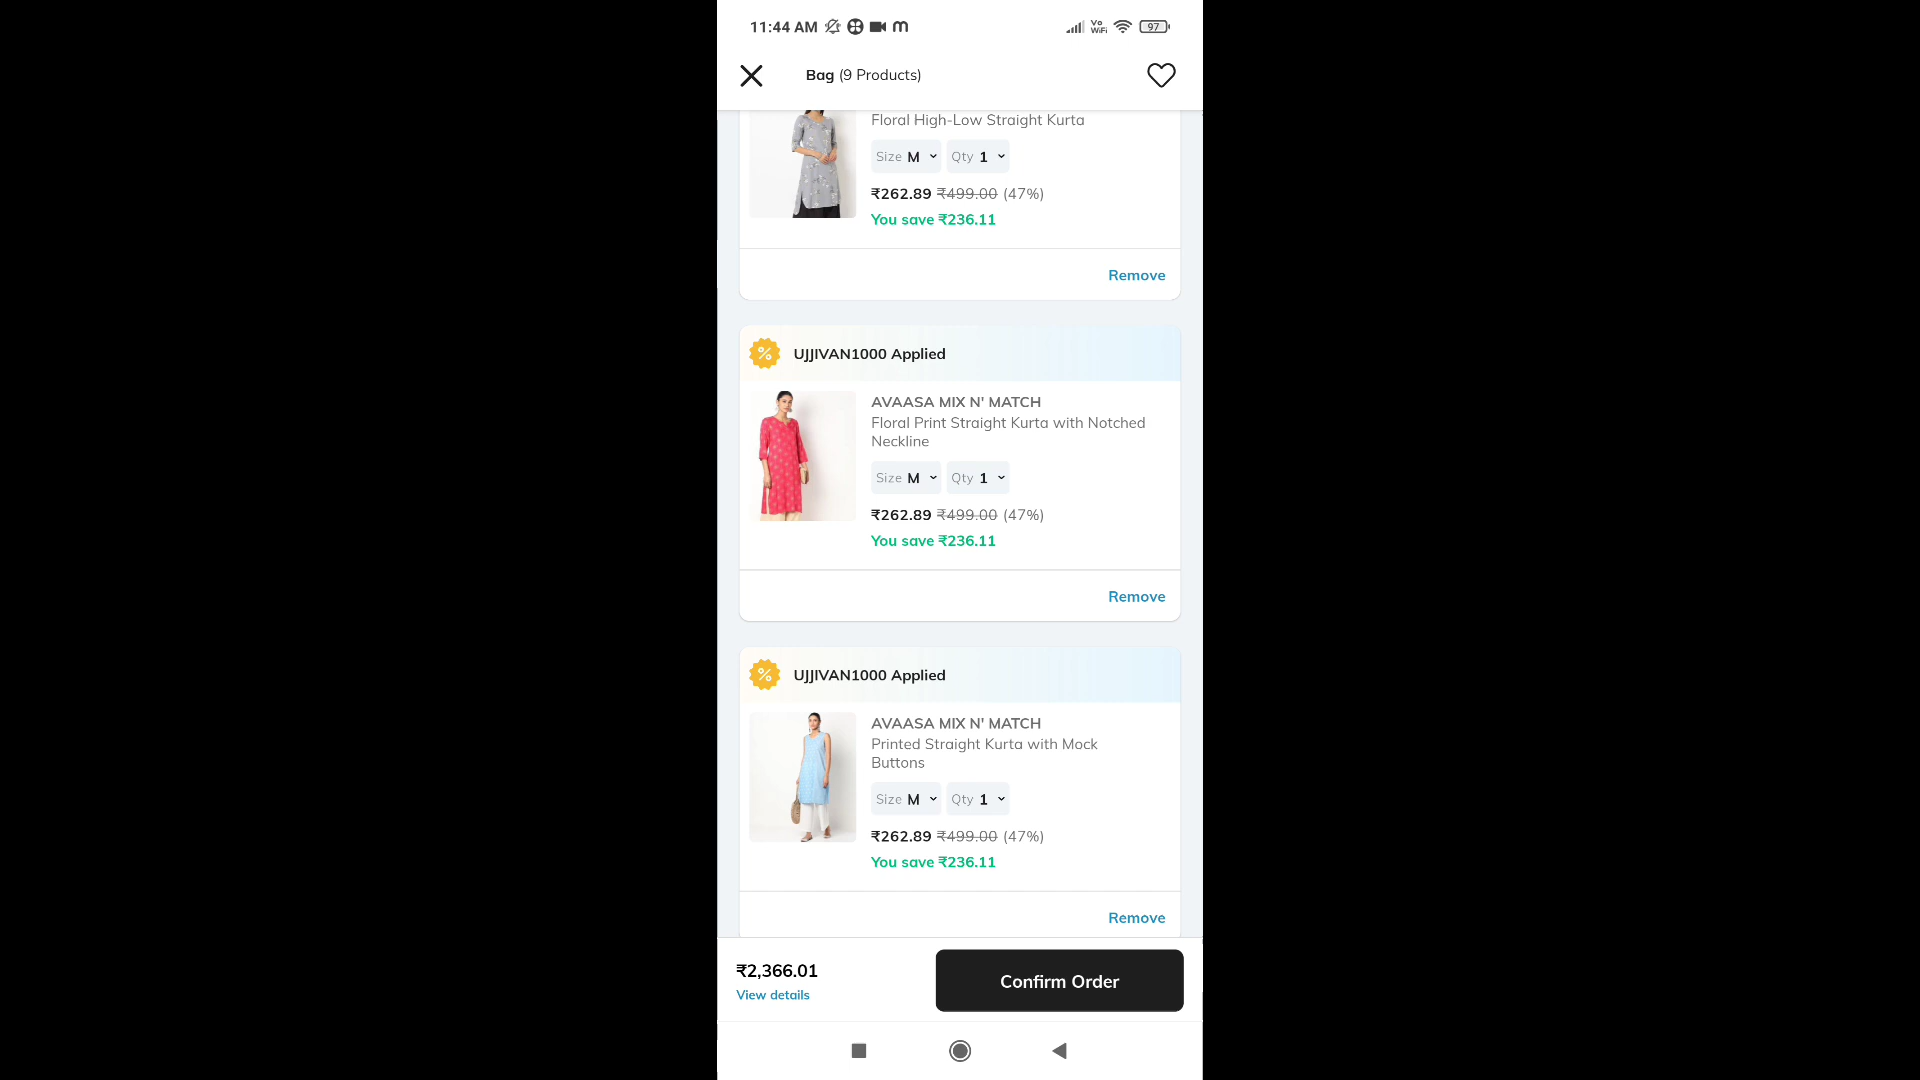 11:44 AM
Vo
WiFi
97
Bag (9 Products)
Floral High-Low Straight Kurta
Size M Qty 1
₹262.89 ₹499.00 (47%)
You save ₹236.11
Remove
UJJIVAN1000 Applied
AVAASA MIX N' MATCH
Floral Print Straight Kurta with Notched
Neckline
Size M Qty 1
₹262.89 ₹499.00 (47%)
You save ₹236.11
Remove
UJJIVAN1000 Applied
AVAASA MIX N' MATCH
Printed Straight Kurta with Mock
Buttons
Size M Qty 1
₹262.89 ₹499.00 (47%)
You save ₹236.11
Remove
₹2,366.01
View details
Confirm Order